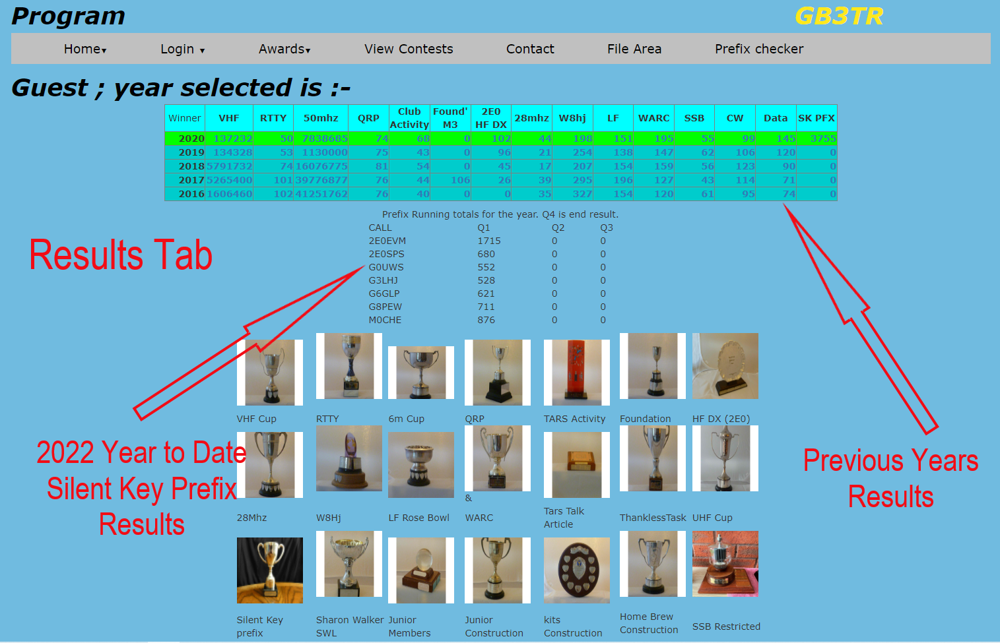 Program
GB3TR
Home▾ Login ▾ Awards▾ View Contests Contact File Area Prefix checker
Guest ; year selected is :-
Winner VHF RTTY 50mhz QRP Club Activity Found' M3 2E0 HF DX 28mhz W8hj LF WARC SSB CW Data SK PFX
2020 137232 50 7838685 74 68 0 102 44 198 151 195 55 99 145 3755
2019 134328 53 1130000 75 43 0 96 21 254 138 147 62 106 120 0
2018 5791732 74 16076775 81 54 0 45 17 207 154 159 56 123 90 0
2017 5265400 101 39776877 76 44 106 26 39 295 196 127 43 114 71 0
2016 1606460 102 41251762 76 40 0 0 35 327 154 120 61 95 74 0
Prefix Running totals for the year. Q4 is end result.
CALL Q1 Q2 Q3
2E0EVM 1715 0 0
2E0SPS 680 0 0
G0UWS 552 0 0
G3LHJ 528 0 0
G6GLP 621 0 0
G8PEW 711 0 0
M0CHE 876 0 0
Results Tab
2022 Year to Date
Silent Key Prefix
Results
Previous Years
Results
VHF Cup RTTY 6m Cup QRP TARS Activity Foundation HF DX (2E0)
&
28Mhz W8Hj LF Rose Bowl WARC Tars Talk Article ThanklessTask UHF Cup
Silent Key prefix Sharon Walker SWL Junior Members Junior Construction kits Construction Home Brew Construction SSB Restricted